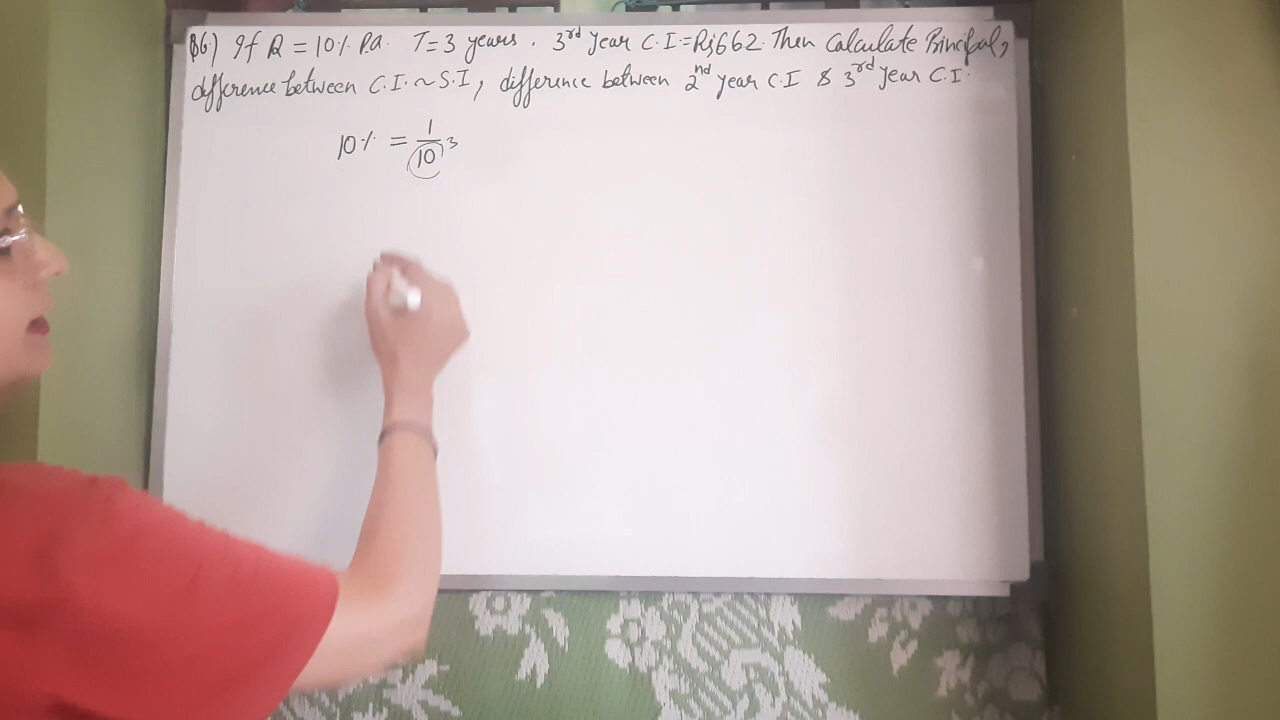 Q6) If R = 10% P.a. T = 3 years. 3rd Year C.I. = Rs 662. Then Calculate Principal,
difference between C.I. ~ S.I, difference between 2nd year C.I & 3rd year C.I.
10% = 1/10 3